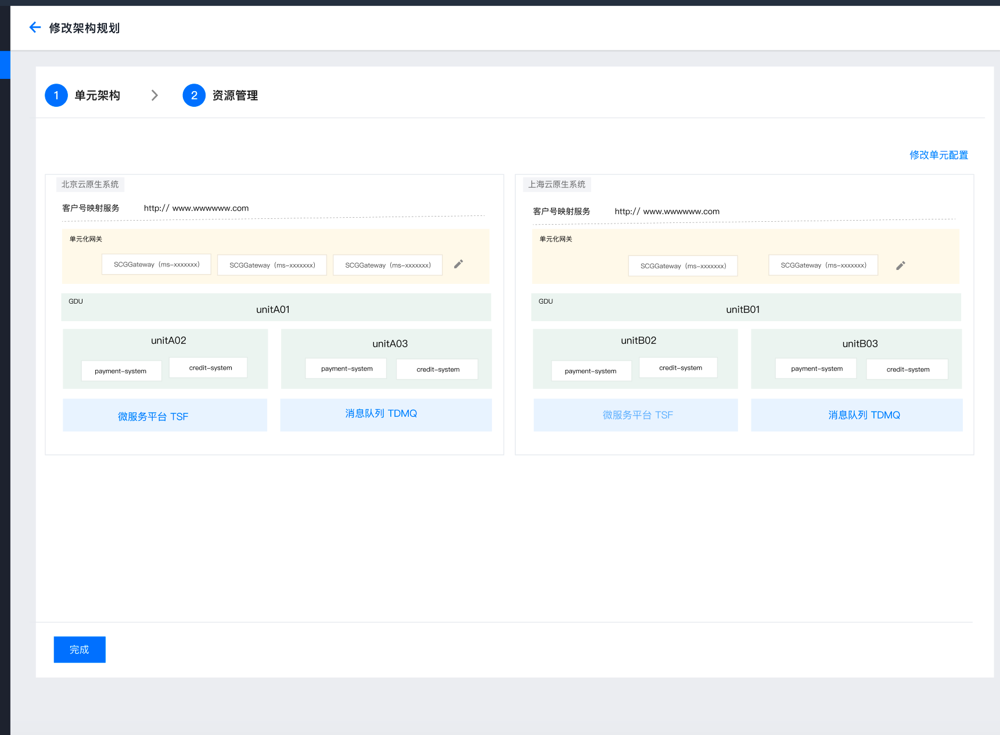 修改架构规划
1 单元架构 2 资源管理
修改单元配置
北京云原生系统
客户号映射服务 http:// www.wwwwww.com
单元化网关
SCGGateway（ms-xxxxxxx） SCGGateway（ms-xxxxxxx） SCGGateway（ms-xxxxxxx）
GDU
unitA01
unitA02
payment-system credit-system
unitA03
payment-system credit-system
微服务平台 TSF
消息队列 TDMQ
上海云原生系统
客户号映射服务 http:// www.wwwwww.com
单元化网关
SCGGateway（ms-xxxxxxx） SCGGateway（ms-xxxxxxx）
GDU
unitB01
unitB02
payment-system credit-system
unitB03
payment-system credit-system
微服务平台 TSF
消息队列 TDMQ
完成